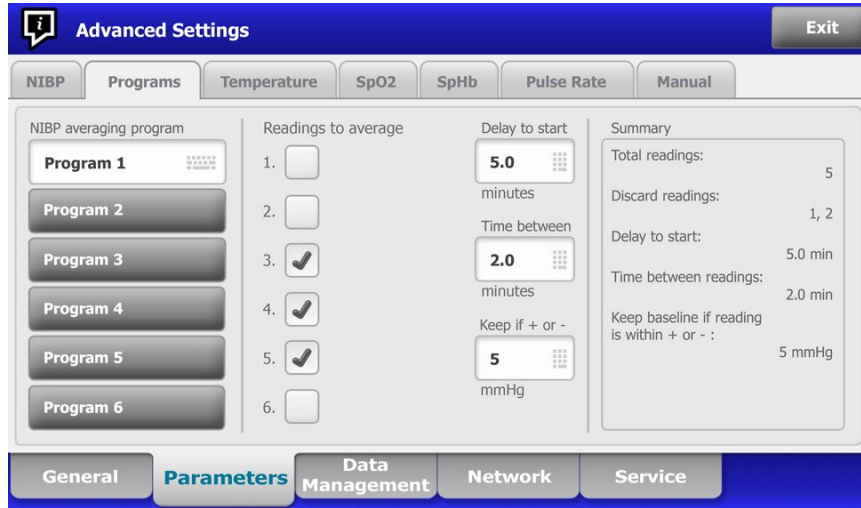 Advanced Settings
Exit
NIBP
Programs
Temperature
SpO2
SpHb
Pulse Rate
Manual
NIBP averaging program
Program 1
Program 2
Program 3
Program 4
Program 5
Program 6
Readings to average
1.
2.
3.
4.
5.
6.
Delay to start
5.0
minutes
Time between
2.0
minutes
Keep if + or -
5
mmHg
Summary
Total readings:
5
Discard readings:
1, 2
Delay to start:
5.0 min
Time between readings:
2.0 min
Keep baseline if reading
is within + or - :
5 mmHg
General
Parameters
Data
Management
Network
Service